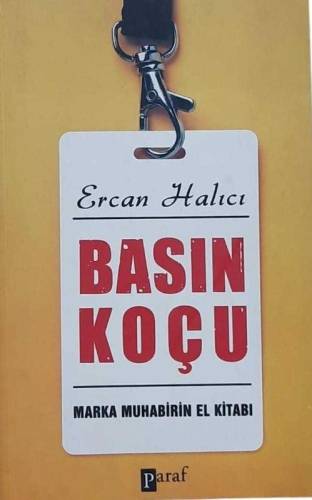 Ercan Halıcı
BASIN
KOÇU
MARKA MUHABİRİN EL KİTABI
Paraf